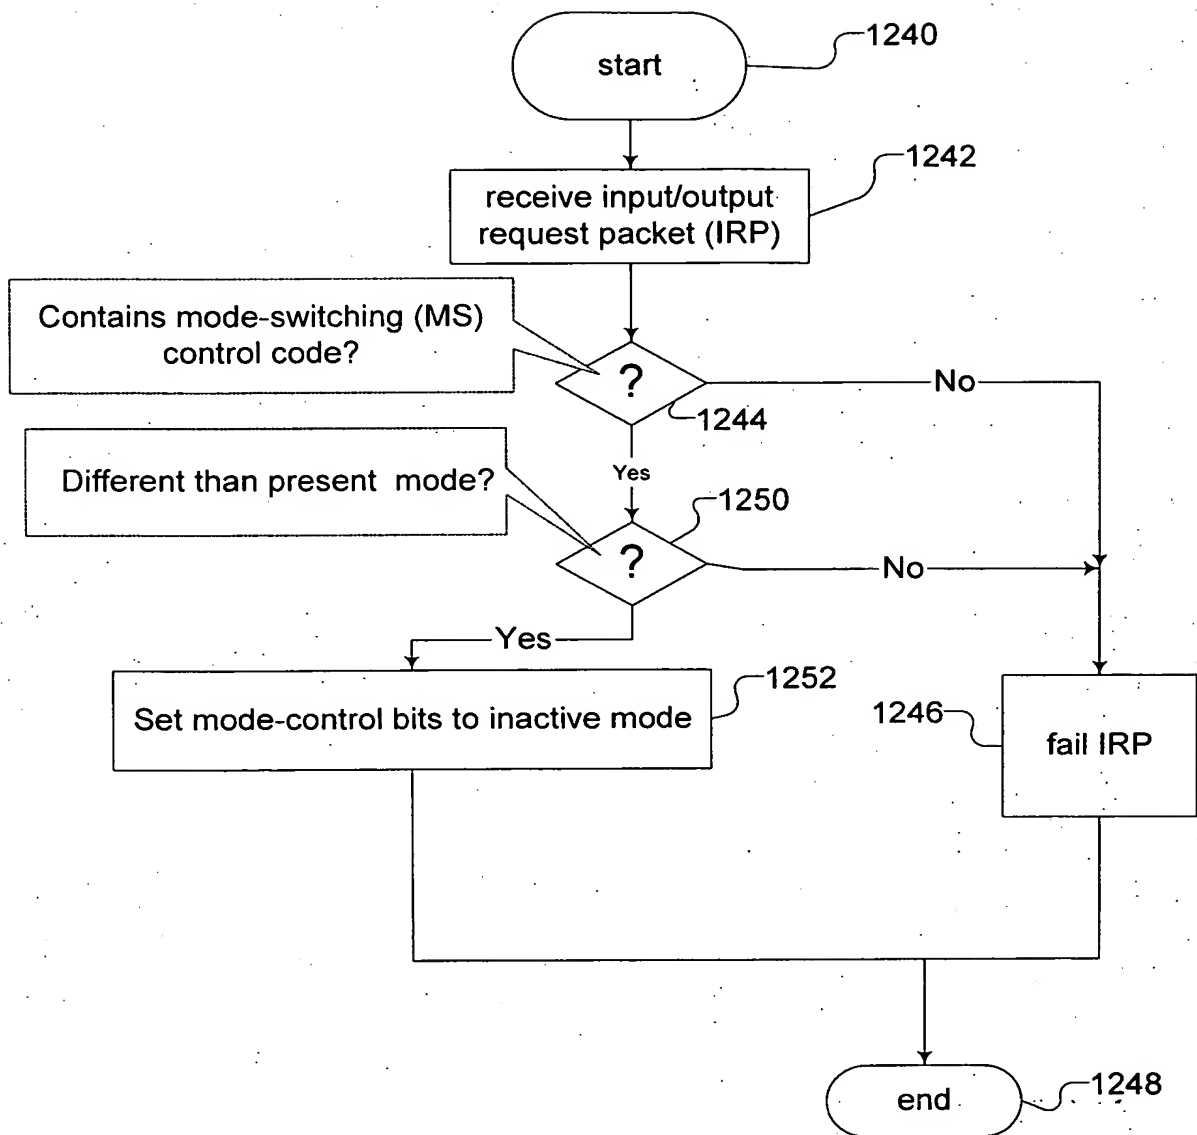 start
1240
receive input/output
request packet (IRP)
1242
Contains mode-switching (MS)
control code?
?
No
1244
Yes
Different than present mode?
?
1250
No
Yes
Set mode-control bits to inactive mode
1252
1246
fail IRP
end
1248